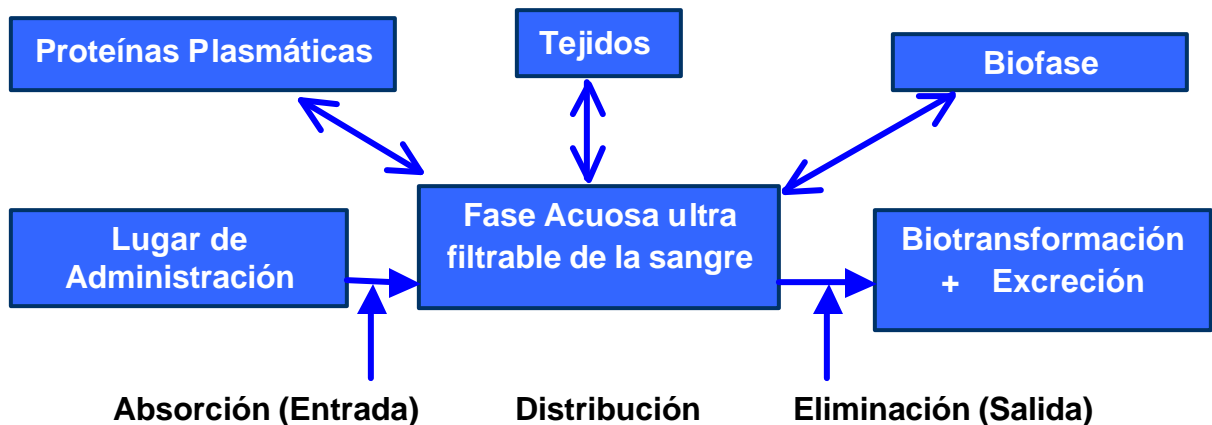 Proteínas Plasmáticas
Tejidos
Biofase
Lugar de
Administración
Fase Acuosa ultra
filtrable de la sangre
Biotransformación
+ Excreción
Absorción (Entrada)
Distribución
Eliminación (Salida)